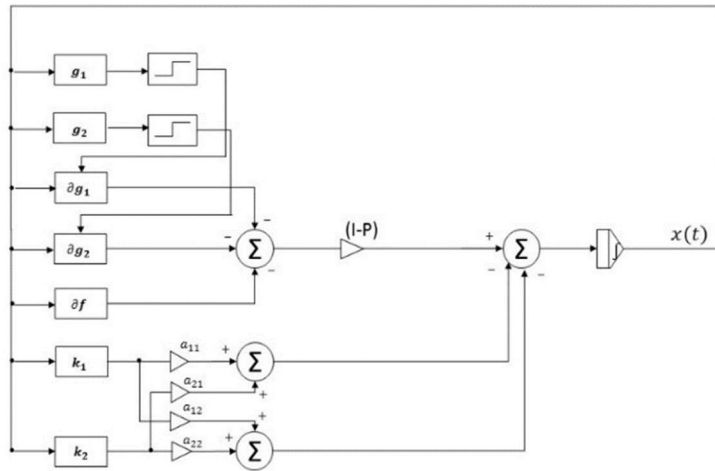 g₁
g₂
∂g₁
∂g₂
∂f
k₁
k₂
−
−
Σ
−
(I-P)
+
Σ
−
−
∫
x(t)
a₁₁
+
Σ
a₂₁
+
a₁₂
+
a₂₂
+
Σ